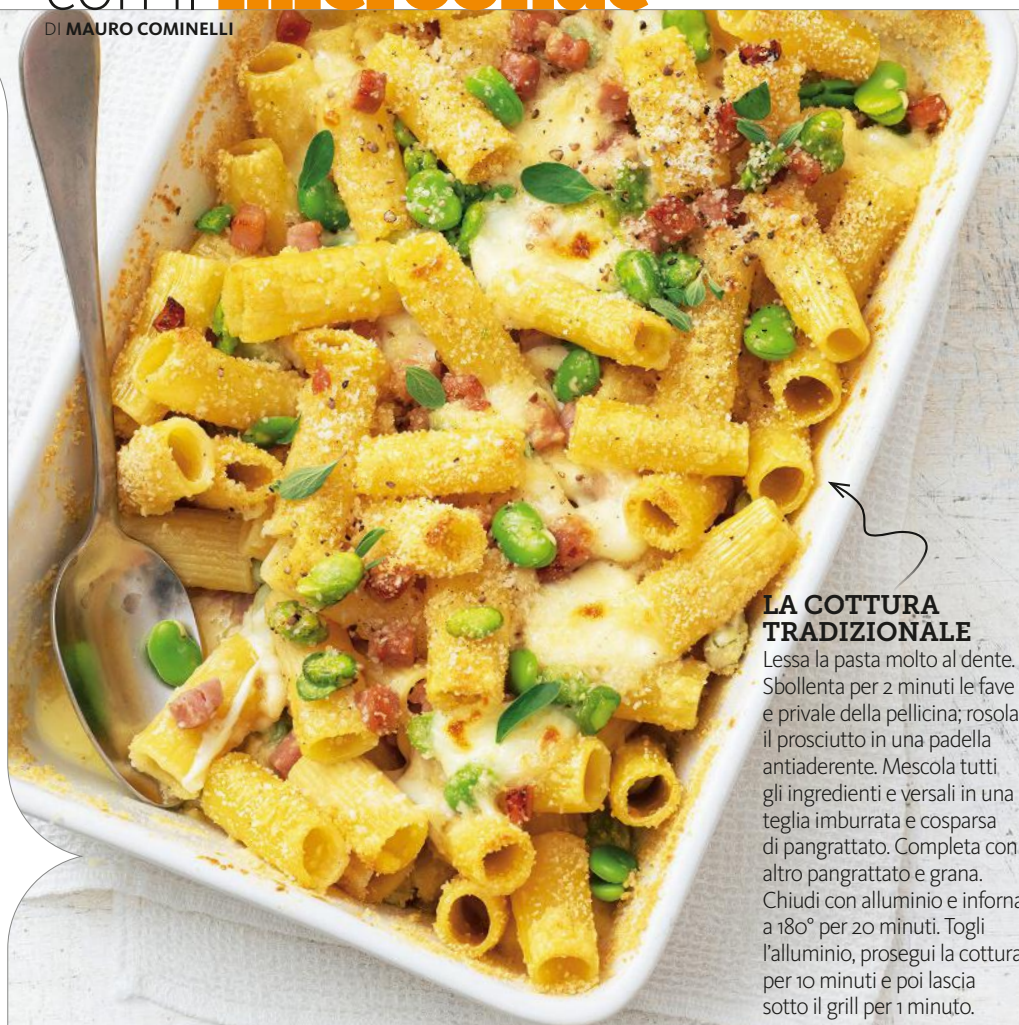 con il microonde
DI MAURO COMINELLI
LA COTTURA
TRADIZIONALE
Lessa la pasta molto al dente.
Sbollenta per 2 minuti le fave
e privale della pellicina; rosola
il prosciutto in una padella
antiaderente. Mescola tutti
gli ingredienti e versali in una
teglia imburrata e cosparsa
di pangrattato. Completa con
altro pangrattato e grana.
Chiudi con alluminio e inforna
a 180° per 20 minuti. Togli
l'alluminio, prosegui la cottura
per 10 minuti e poi lascia
sotto il grill per 1 minuto.